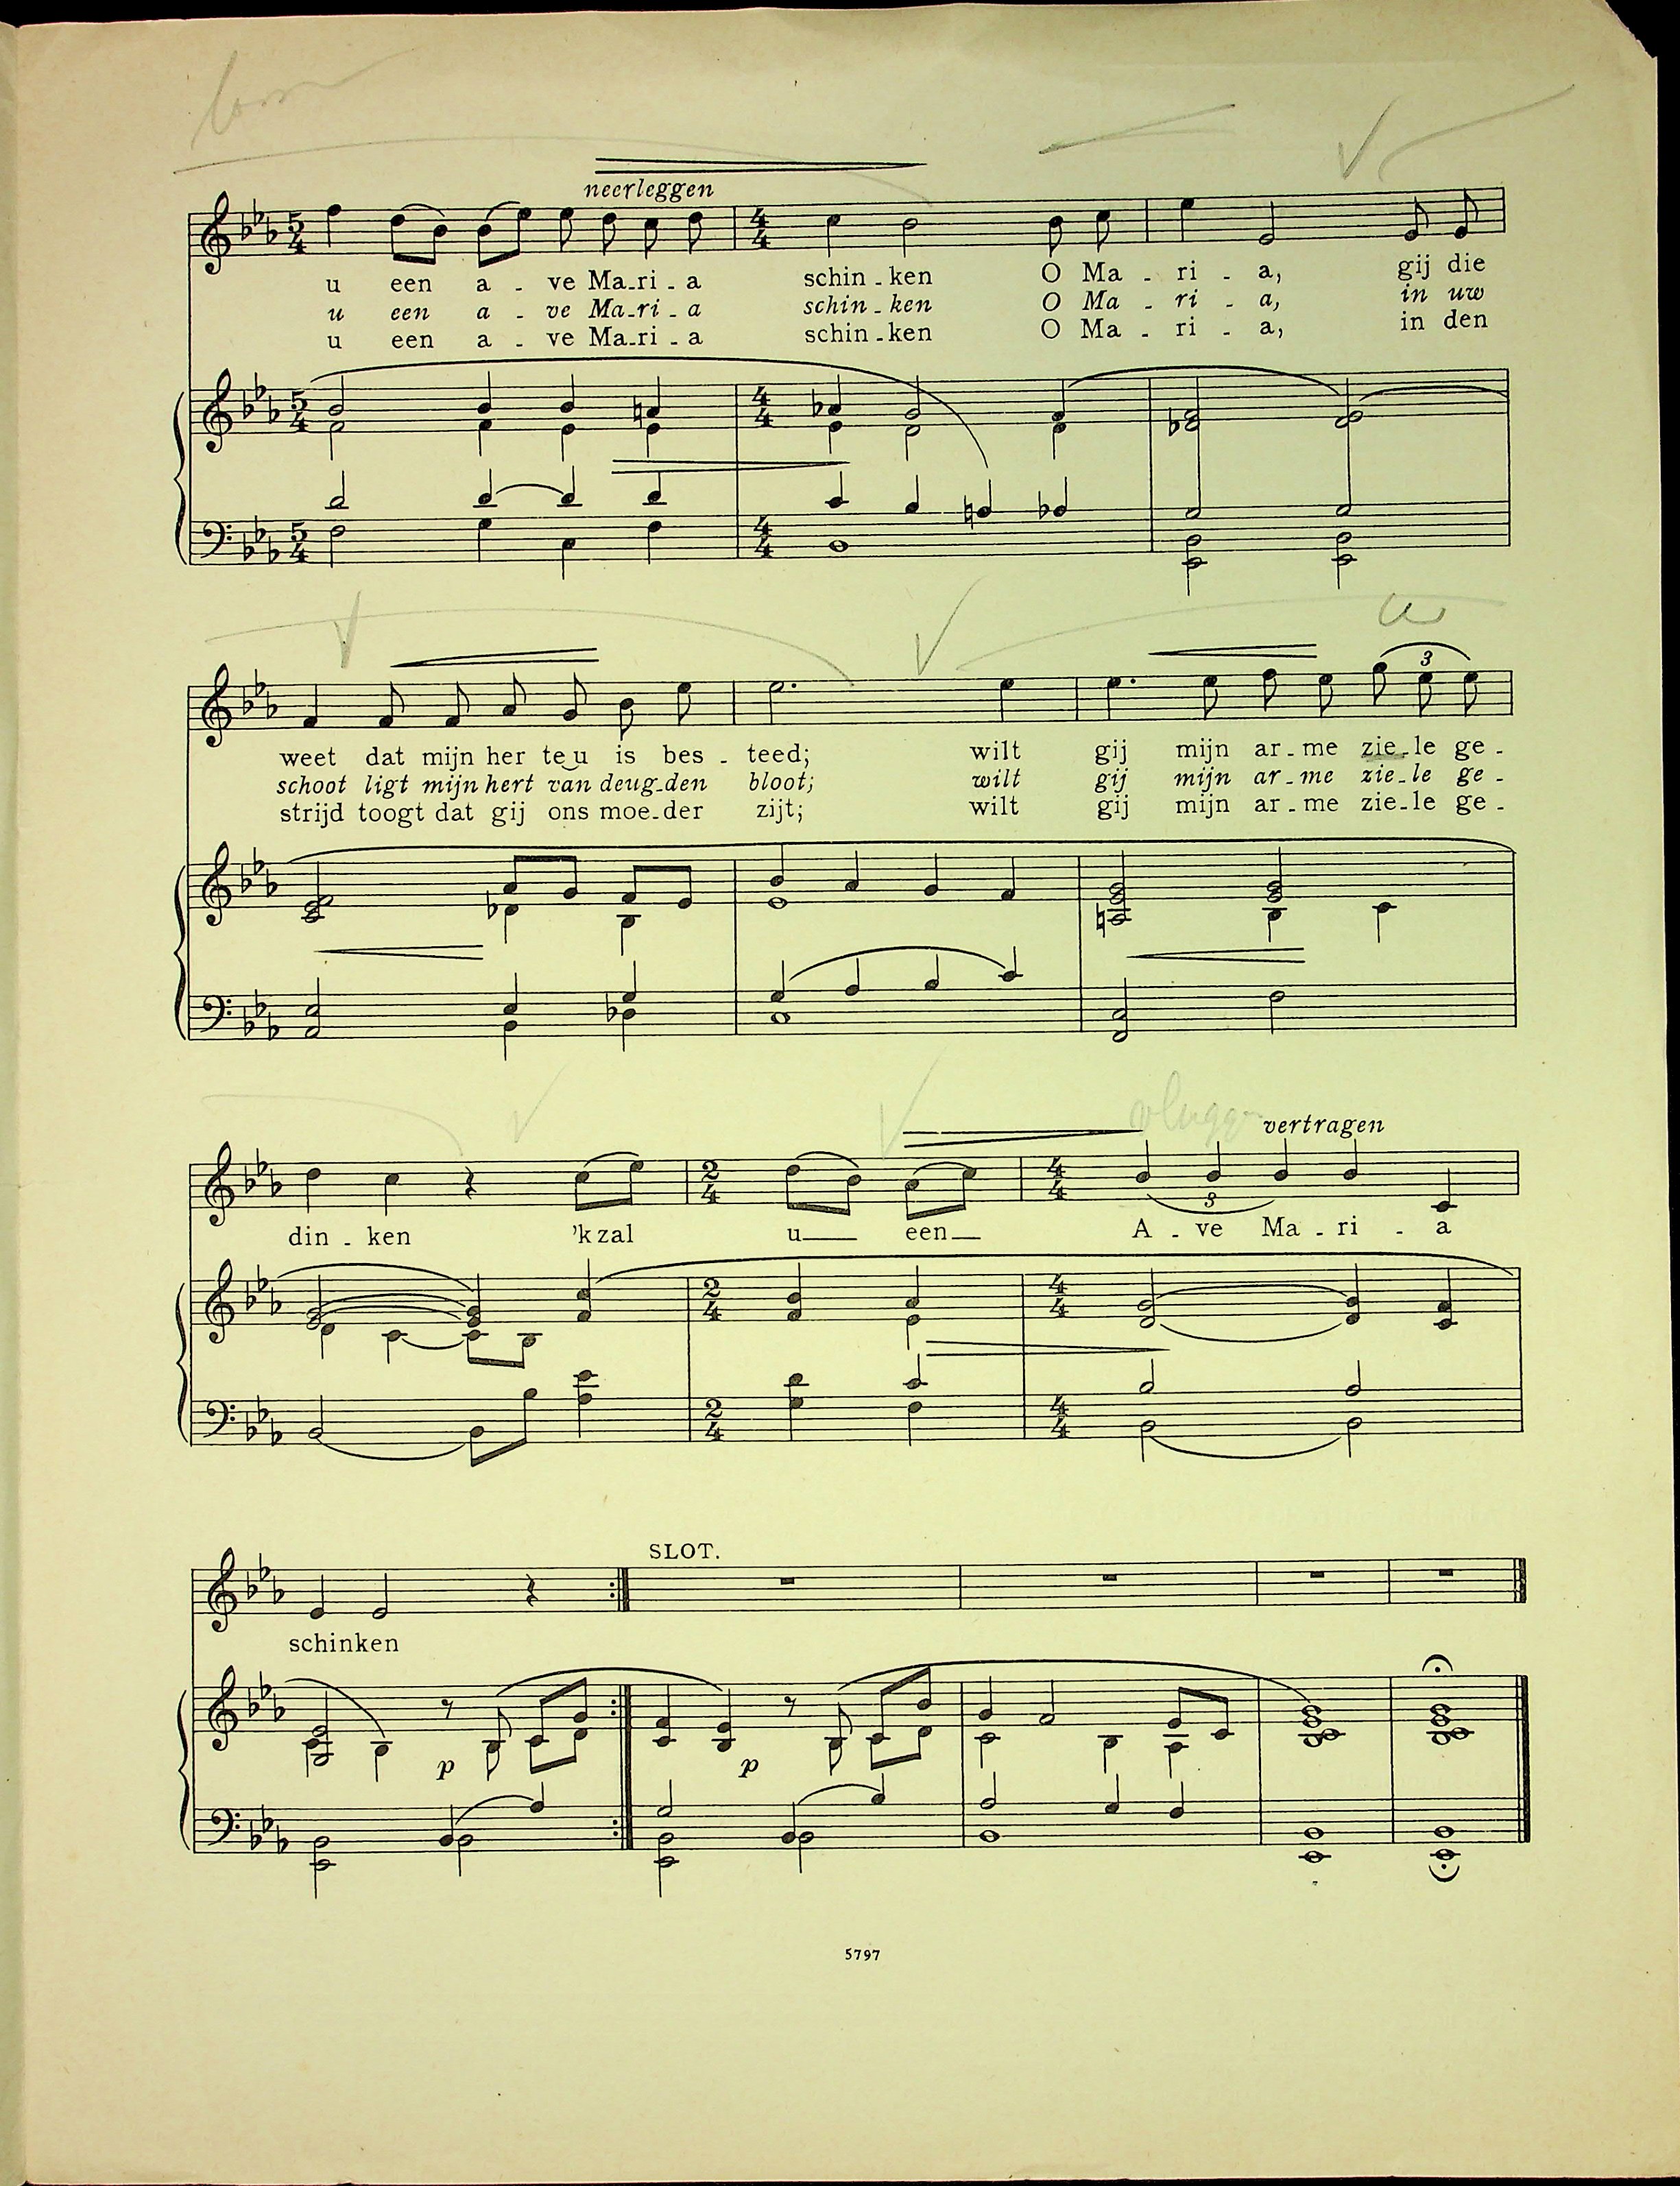 neerleggen
u een a - ve Ma-ri-a schin-ken O Ma - ri - a, gij die
u een a - ve Ma-ri-a schin-ken O Ma - ri - a, in uw
u een a - ve Ma-ri-a schin-ken O Ma - ri - a, in den
3
weet dat mijn her te‿u is bes - teed; wilt gij mijn ar-me zie-le ge-
schoot ligt mijn hert van deug-den bloot; wilt gij mijn ar-me zie-le ge-
strijd toogt dat gij ons moe-der zijt; wilt gij mijn ar-me zie-le ge-
vertragen
3
din - ken 'k zal u een A - ve Ma - ri - a
SLOT.
schinken
p p
5797